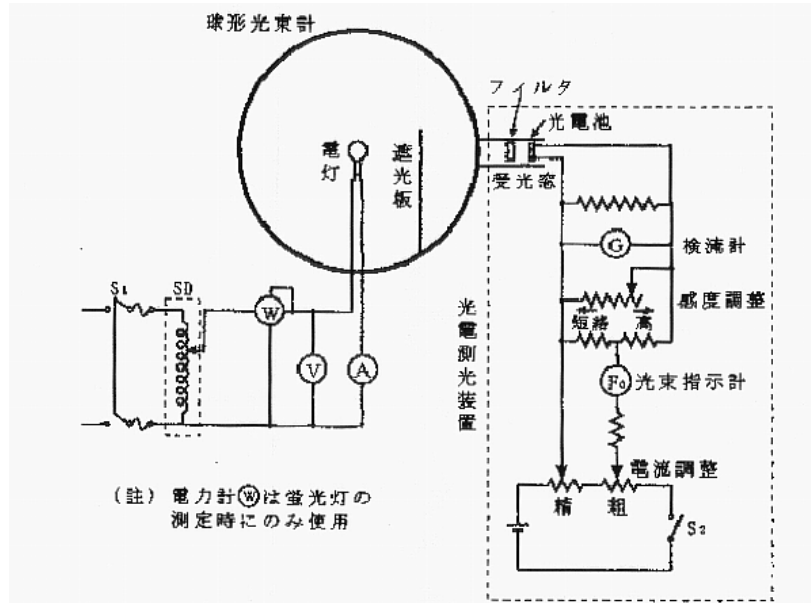 球形光束計
フィルタ
光電池
電灯
遮光板
受光窓
G
検流計
S1
SD
W
感度調整
短絡
高
光電測光装置
V
A
F0
光束指示計
電流調整
精
粗
S2
(註) 電力計Wは蛍光灯の
測定時にのみ使用